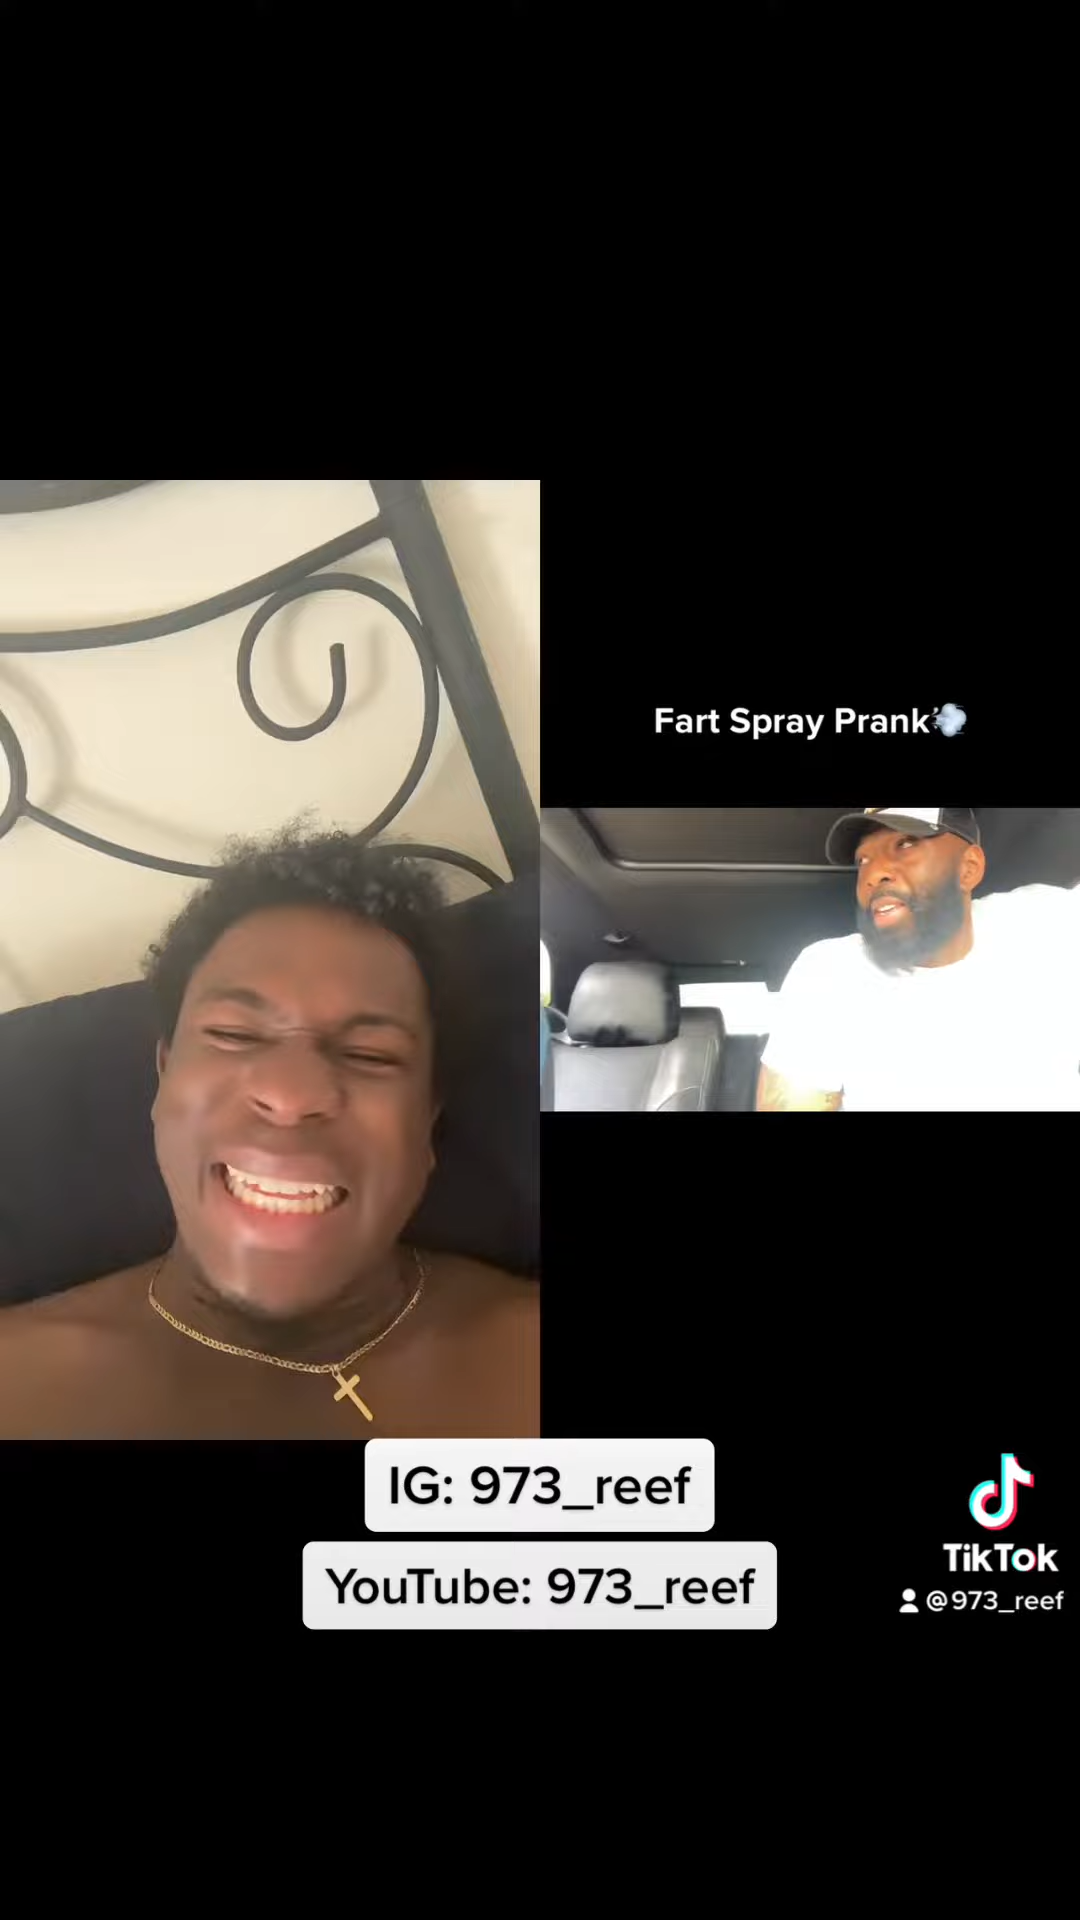 Fart Spray Prank💨
IG: 973_reef
YouTube: 973_reef
TikTok
@973_reef